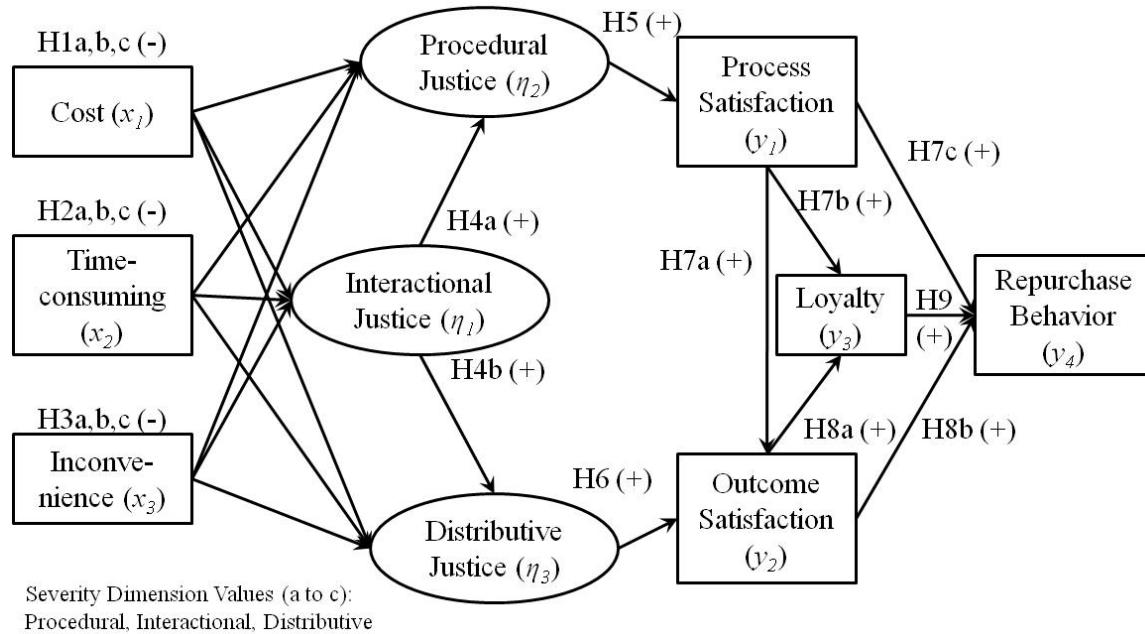 H1a,b,c (-)
Cost (x1)
H2a,b,c (-)
Time-
consuming
(x2)
H3a,b,c (-)
Inconve-
nience (x3)
Procedural
Justice (η2)
H4a (+)
Interactional
Justice (η1)
H4b (+)
Distributive
Justice (η3)
H5 (+)
H6 (+)
Process
Satisfaction
(y1)
H7a (+)
H7b (+)
H7c (+)
Loyalty
(y3)
H9
(+)
H8a (+)
H8b (+)
Outcome
Satisfaction
(y2)
Repurchase
Behavior
(y4)
Severity Dimension Values (a to c):
Procedural, Interactional, Distributive